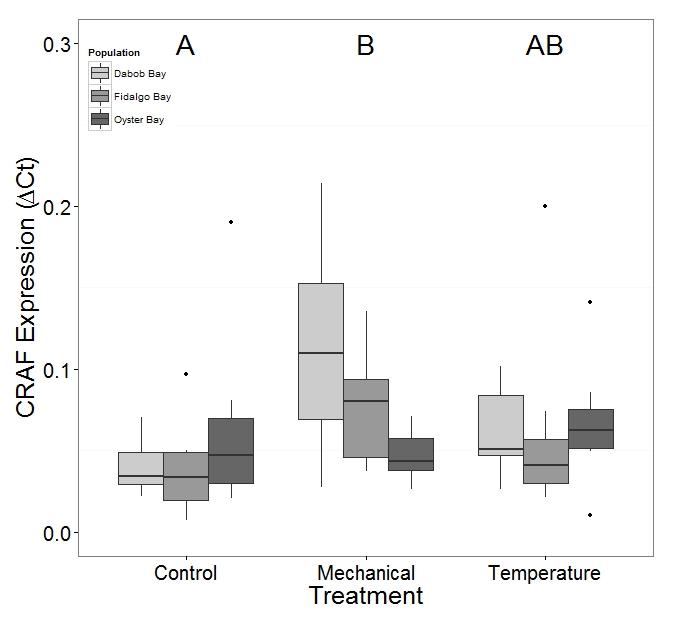 A B AB
Population
Dabob Bay
Fidalgo Bay
Oyster Bay
0.3
0.2
0.1
0.0
CRAF Expression (ΔCt)
Control Mechanical Temperature
Treatment